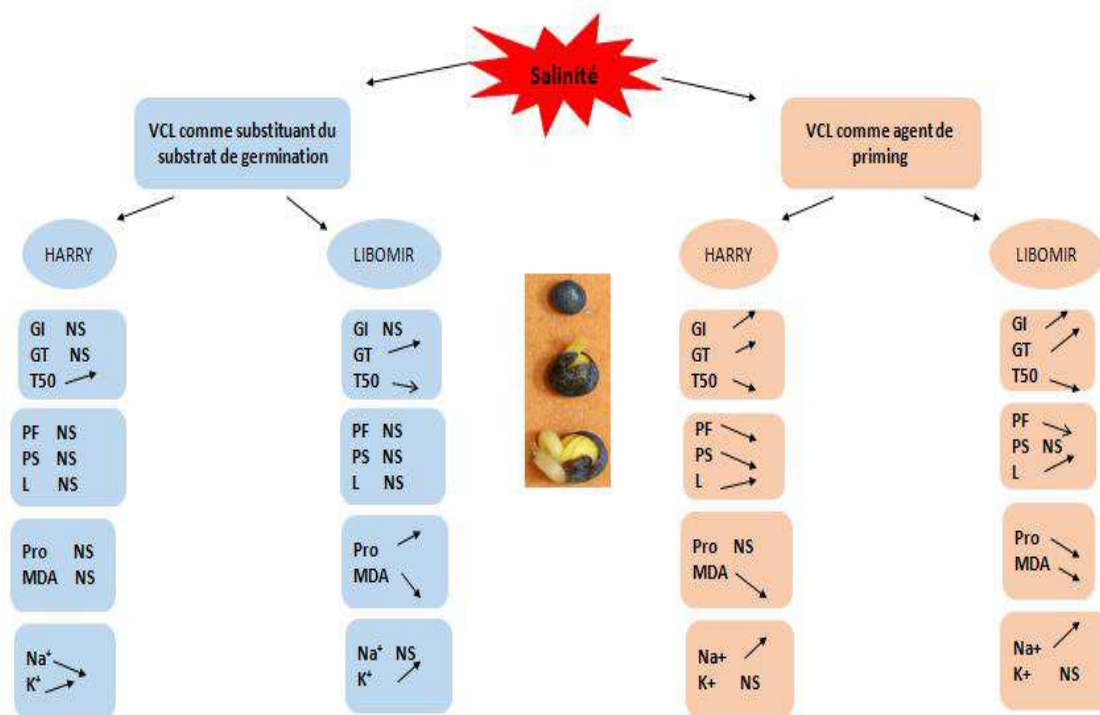 Salinité
VCL comme substituant du
substrat de germination
VCL comme agent de
priming
HARRY
LIBOMIR
HARRY
LIBOMIR
GI NS
GT NS
T50
PF NS
PS NS
L NS
Pro NS
MDA NS
Na⁺
K⁺
GI NS
GT
T50
PF NS
PS NS
L NS
Pro
MDA
Na⁺ NS
K⁺
GI
GT
T50
PF
PS
L
Pro NS
MDA
Na+
K+ NS
GI
GT
T50
PF
PS NS
L
Pro
MDA
Na+
K+ NS